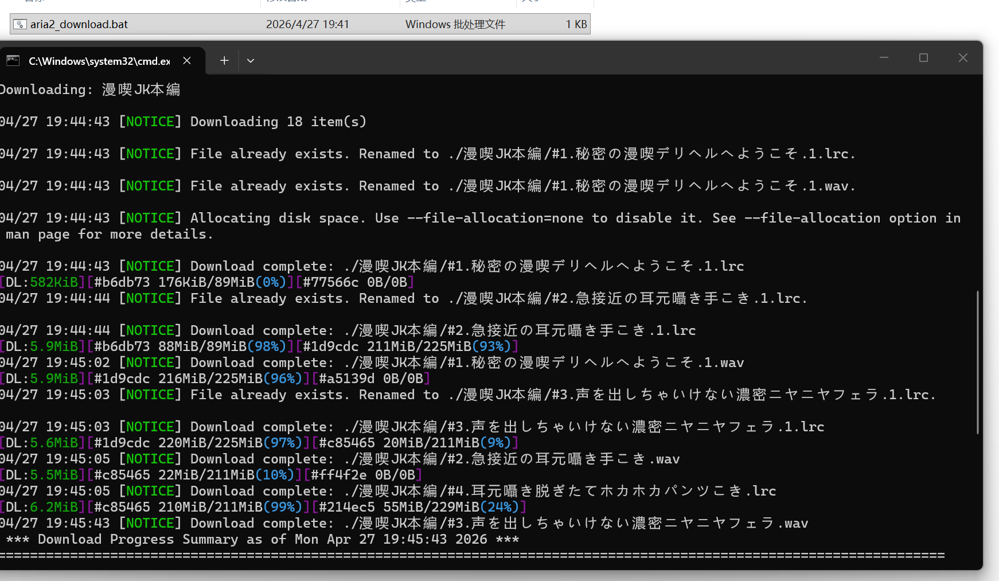 aria2_download.bat 2026/4/27 19:41 Windows 批处理文件 1 KB
C:\Windows\system32\cmd.ex
Downloading: 漫喫JK本編
04/27 19:44:43 [NOTICE] Downloading 18 item(s)
04/27 19:44:43 [NOTICE] File already exists. Renamed to ./漫喫JK本編/#1.秘密の漫喫デリヘルへようこそ.1.lrc.
04/27 19:44:43 [NOTICE] File already exists. Renamed to ./漫喫JK本編/#1.秘密の漫喫デリヘルへようこそ.1.wav.
04/27 19:44:43 [NOTICE] Allocating disk space. Use --file-allocation=none to disable it. See --file-allocation option in
man page for more details.
04/27 19:44:43 [NOTICE] Download complete: ./漫喫JK本編/#1.秘密の漫喫デリヘルへようこそ.1.lrc
[DL:582KiB][#b6db73 176KiB/89MiB(0%)][#77566c 0B/0B]
04/27 19:44:44 [NOTICE] File already exists. Renamed to ./漫喫JK本編/#2.急接近の耳元囁き手こき.1.lrc.
04/27 19:44:44 [NOTICE] Download complete: ./漫喫JK本編/#2.急接近の耳元囁き手こき.1.lrc
[DL:5.9MiB][#b6db73 88MiB/89MiB(98%)][#1d9cdc 211MiB/225MiB(93%)]
04/27 19:45:02 [NOTICE] Download complete: ./漫喫JK本編/#1.秘密の漫喫デリヘルへようこそ.1.wav
[DL:5.9MiB][#1d9cdc 216MiB/225MiB(96%)][#a5139d 0B/0B]
04/27 19:45:03 [NOTICE] File already exists. Renamed to ./漫喫JK本編/#3.声を出しちゃいけない濃密ニヤニヤフェラ.1.lrc.
04/27 19:45:03 [NOTICE] Download complete: ./漫喫JK本編/#3.声を出しちゃいけない濃密ニヤニヤフェラ.1.lrc
[DL:5.6MiB][#1d9cdc 220MiB/225MiB(97%)][#c85465 20MiB/211MiB(9%)]
04/27 19:45:05 [NOTICE] Download complete: ./漫喫JK本編/#2.急接近の耳元囁き手こき.wav
[DL:5.5MiB][#c85465 22MiB/211MiB(10%)][#ff4f2e 0B/0B]
04/27 19:45:05 [NOTICE] Download complete: ./漫喫JK本編/#4.耳元囁き脱ぎたてホカホカパンツこき.lrc
[DL:6.2MiB][#c85465 210MiB/211MiB(99%)][#214ec5 55MiB/229MiB(24%)]
04/27 19:45:43 [NOTICE] Download complete: ./漫喫JK本編/#3.声を出しちゃいけない濃密ニヤニヤフェラ.wav
*** Download Progress Summary as of Mon Apr 27 19:45:43 2026 ***
======================================================================================================================